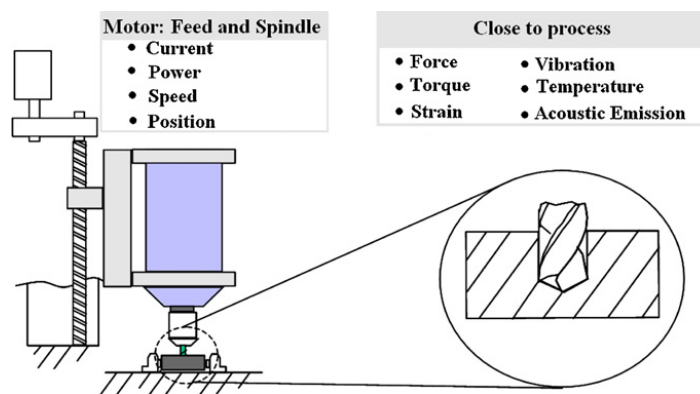 Motor: Feed and Spindle
• Current
• Power
• Speed
• Position
Close to process
• Force
• Torque
• Strain
• Vibration
• Temperature
• Acoustic Emission